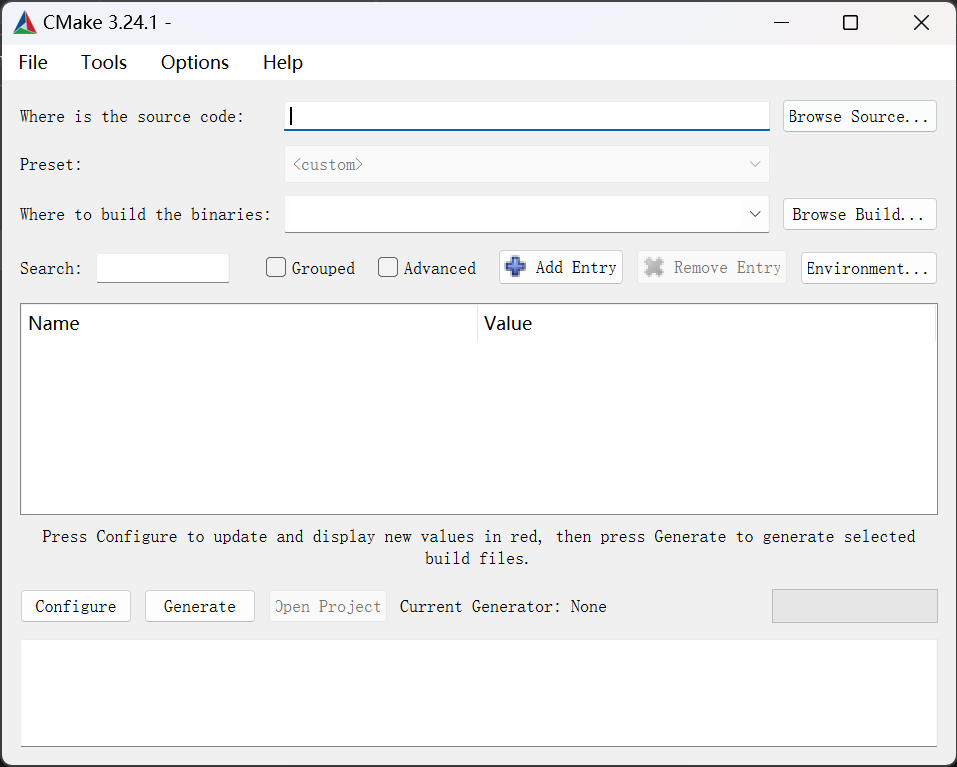 CMake 3.24.1 -
File Tools Options Help
Where is the source code: Browse Source...
Preset: <custom>
Where to build the binaries: Browse Build...
Search: Grouped Advanced Add Entry Remove Entry Environment...
Name Value
Press Configure to update and display new values in red, then press Generate to generate selected
build files.
Configure Generate Open Project Current Generator: None